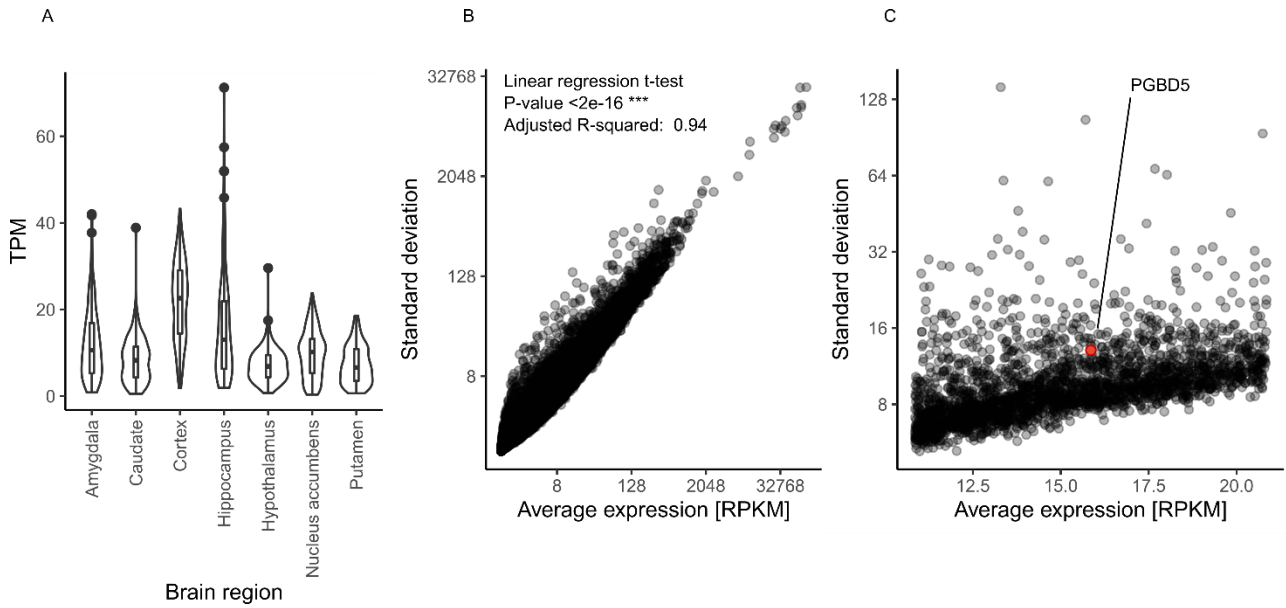 A
TPM
60
40
20
0
Amygdala
Caudate
Cortex
Hippocampus
Hypothalamus
Nucleus accumbens
Putamen
Brain region
B
Linear regression t-test
P-value <2e-16 ***
Adjusted R-squared: 0.94
Standard deviation
32768
2048
128
8
8
128
2048
32768
Average expression [RPKM]
C
PGBD5
Standard deviation
128
64
32
16
8
12.5
15.0
17.5
20.0
Average expression [RPKM]